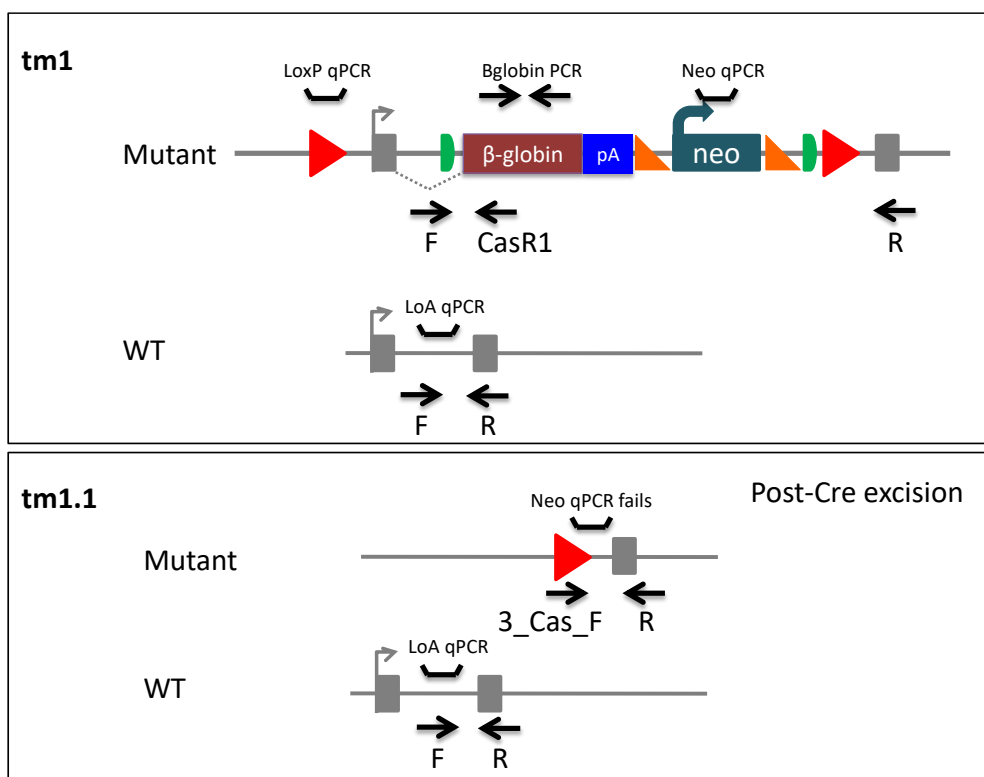 tm1
LoxP qPCR
Bglobin PCR
Neo qPCR
Mutant
β-globin
pA
neo
F
CasR1
R
LoA qPCR
WT
F
R
tm1.1
Post-Cre excision
Neo qPCR fails
Mutant
3_Cas_F
R
LoA qPCR
WT
F
R